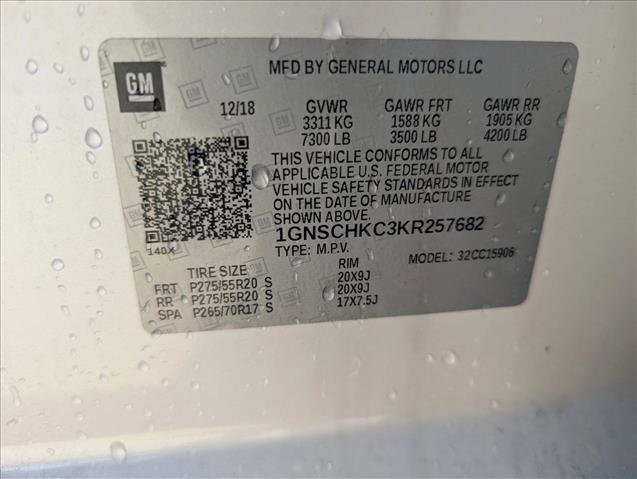 GM
MFD BY GENERAL MOTORS LLC
12/18 GVWR GAWR FRT GAWR RR
3311 KG 1588 KG 1905 KG
7300 LB 3500 LB 4200 LB
THIS VEHICLE CONFORMS TO ALL
APPLICABLE U.S. FEDERAL MOTOR
VEHICLE SAFETY STANDARDS IN EFFECT
ON THE DATE OF MANUFACTURE
SHOWN ABOVE.
1GNSCHKC3KR257682
140X TYPE: M.P.V. MODEL: 32CC15906
TIRE SIZE RIM
FRT P275/55R20 S 20X9J
RR P275/55R20 S 20X9J
SPA P265/70R17 S 17X7.5J